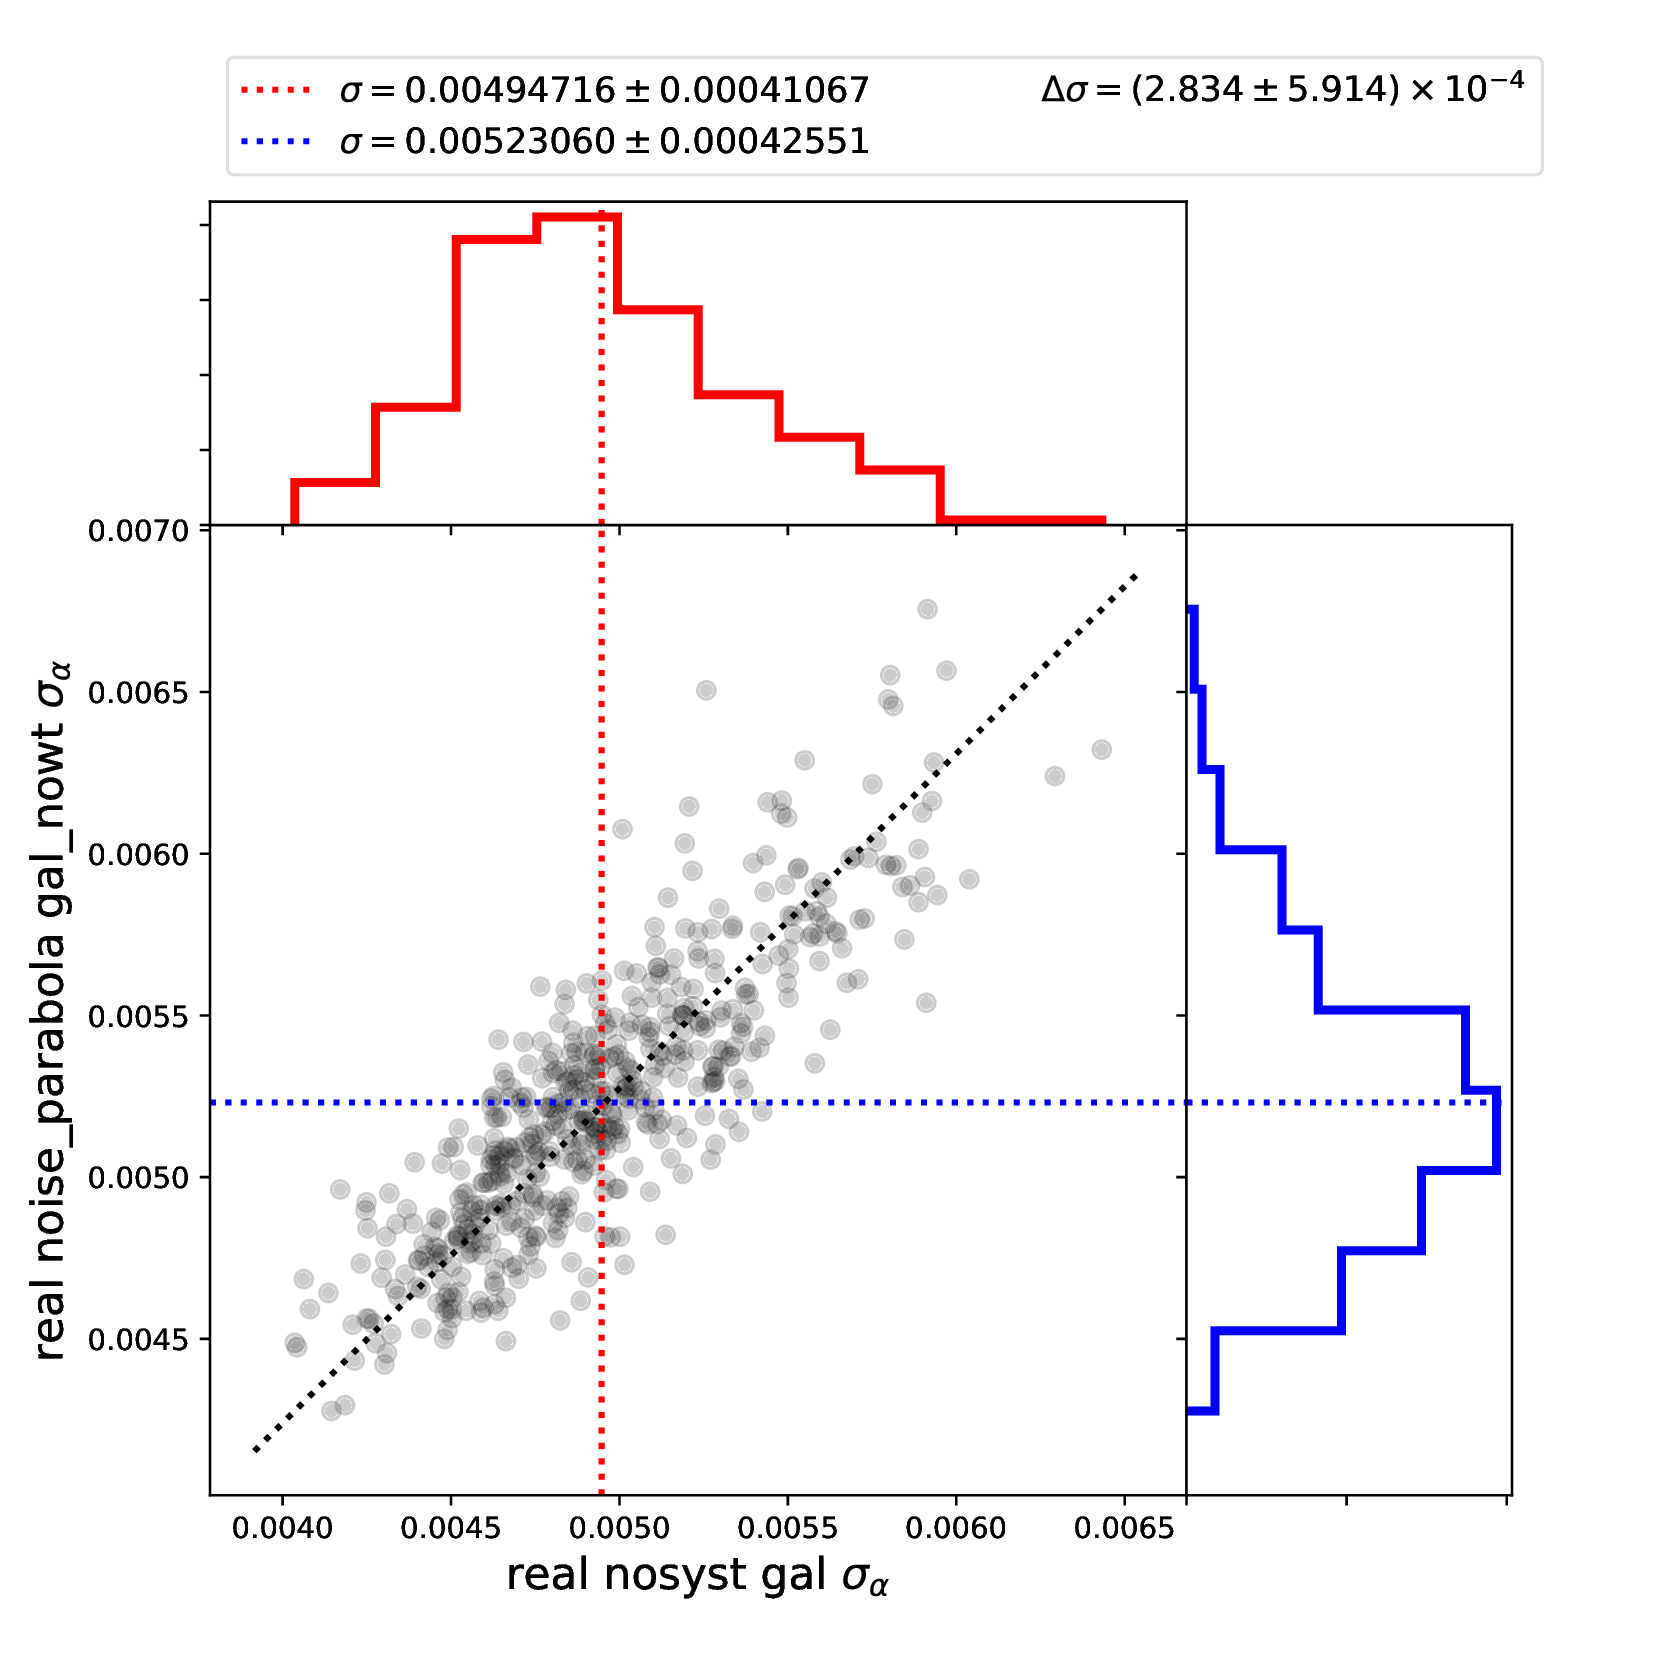 σ = 0.00494716 ± 0.00041067
Δσ = (2.834 ± 5.914) × 10⁻⁴
σ = 0.00523060 ± 0.00042551
0.0070
0.0065
0.0060
0.0055
0.0050
0.0045
real noise_parabola gal_nowt σ_α
0.0040 0.0045 0.0050 0.0055 0.0060 0.0065
real nosyst gal σ_α